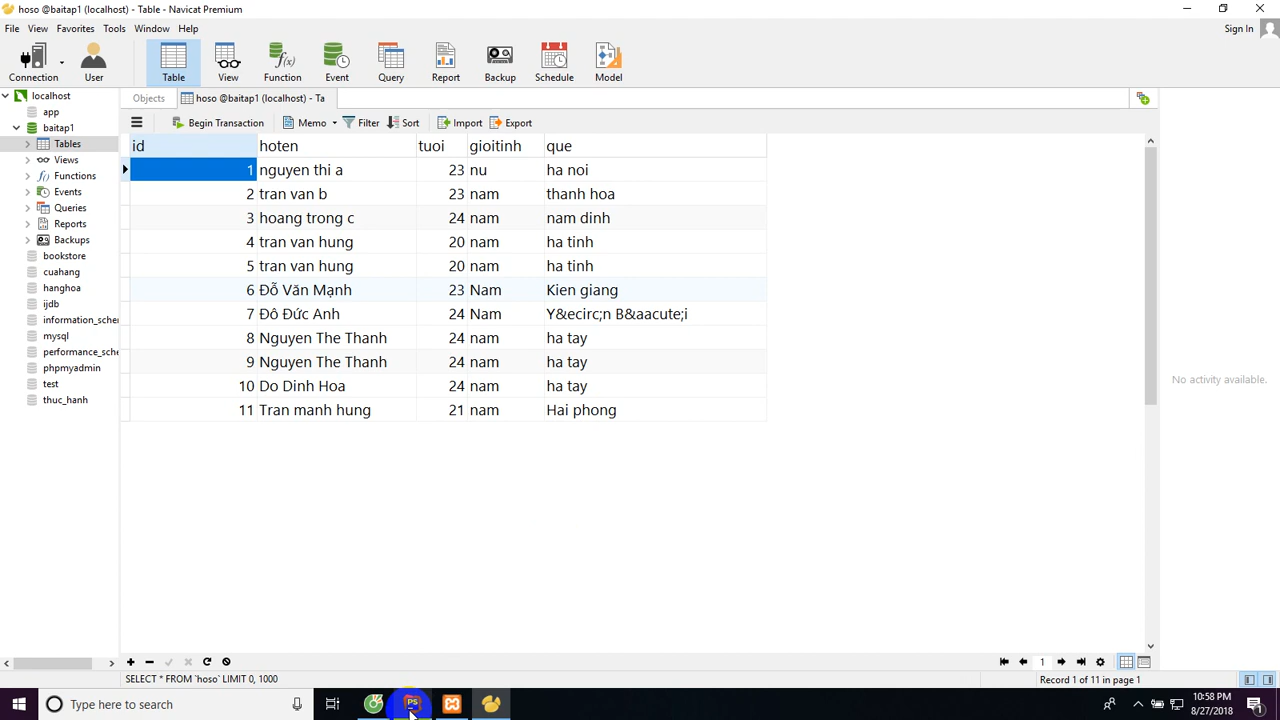 hoso @baitap1 (localhost) - Table - Navicat Premium
File View Favorites Tools Window Help
Sign In
Connection User Table View Function Event Query Report Backup Schedule Model
localhost
app
baitap1
Tables
Views
Functions
Events
Queries
Reports
Backups
bookstore
cuahang
hanghoa
ijdb
information_sche
mysql
performance_sche
phpmyadmin
test
thuc_hanh
Objects hoso @baitap1 (localhost) - Ta
Begin Transaction Memo Filter Sort Import Export
id hoten tuoi gioitinh que
1 nguyen thi a 23 nu ha noi
2 tran van b 23 nam thanh hoa
3 hoang trong c 24 nam nam dinh
4 tran van hung 20 nam ha tinh
5 tran van hung 20 nam ha tinh
6 Đỗ Văn Mạnh 23 Nam Kien giang
7 Đô Đức Anh 24 Nam Y&ecirc;n B&aacute;i
8 Nguyen The Thanh 24 nam ha tay
9 Nguyen The Thanh 24 nam ha tay
10 Do Dinh Hoa 24 nam ha tay
11 Tran manh hung 21 nam Hai phong
No activity available.
1
SELECT * FROM `hoso` LIMIT 0, 1000
Record 1 of 11 in page 1
Type here to search
PS
10:58 PM
8/27/2018